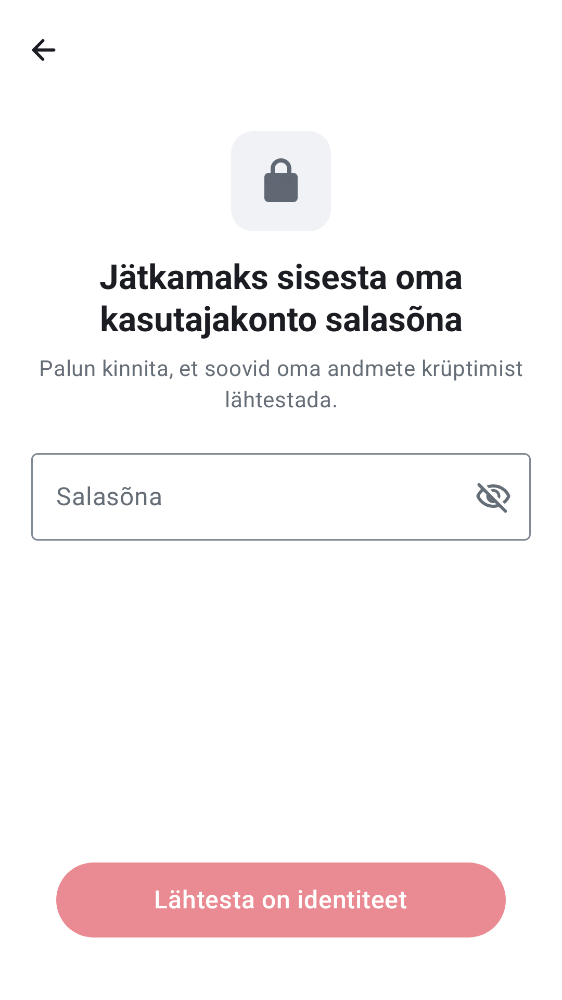 Jätkamaks sisesta oma
kasutajakonto salasõna
Palun kinnita, et soovid oma andmete krüptimist
lähtestada.
Salasõna
Lähtesta on identiteet